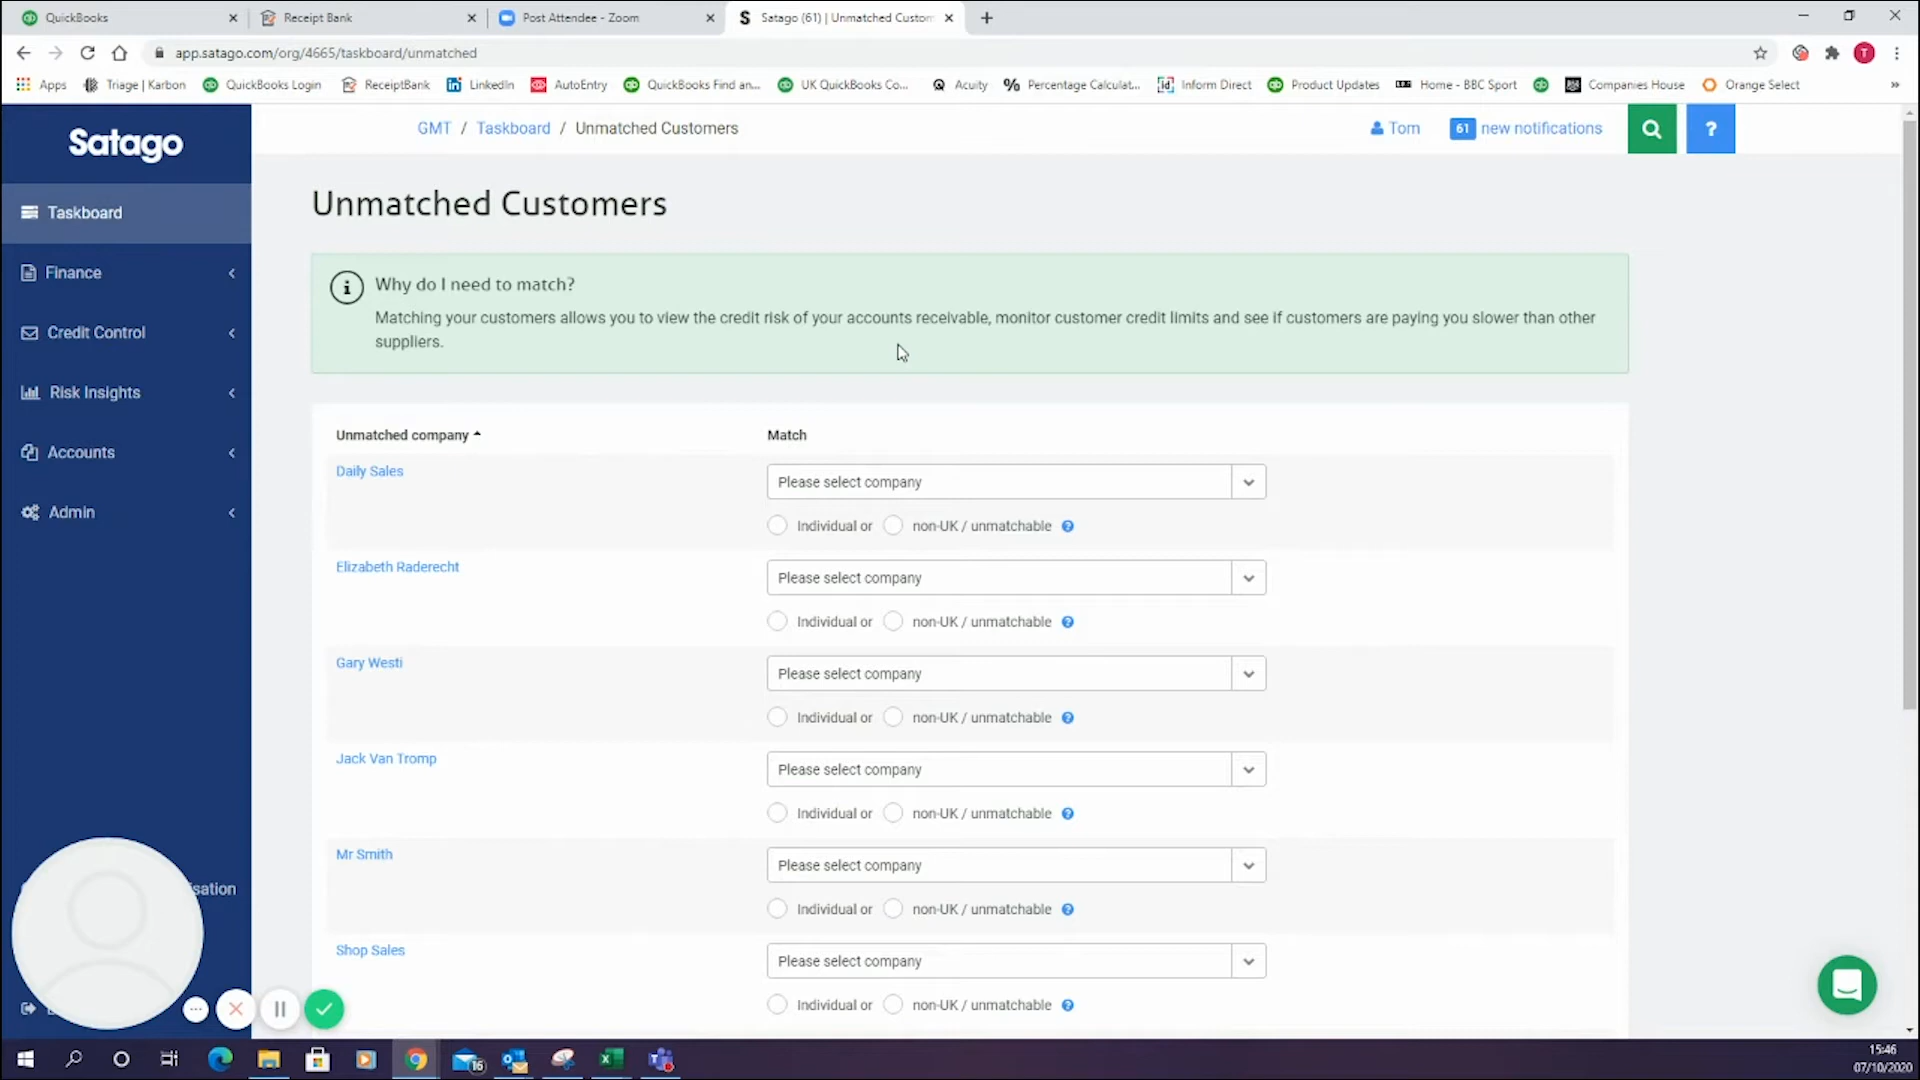 QuickBooks
Receipt Bank
Post Attendee - Zoom
Satago (61) | Unmatched Custom
app.satago.com/org/4665/taskboard/unmatched
T
Apps
Triage | Karbon
QuickBooks Login
ReceiptBank
LinkedIn
AutoEntry
QuickBooks Find an...
UK QuickBooks Co...
Acuity
Percentage Calculat...
Inform Direct
Product Updates
Home - BBC Sport
Companies House
Orange Select
»
Satago
GMT / Taskboard / Unmatched Customers
Tom
61 new notifications
?
Taskboard
Finance
Credit Control
Risk Insights
Accounts
Admin
sation
Unmatched Customers
Why do I need to match?
Matching your customers allows you to view the credit risk of your accounts receivable, monitor customer credit limits and see if customers are paying you slower than other
suppliers.
Unmatched company
Match
Daily Sales
Please select company
Individual or non-UK / unmatchable ?
Elizabeth Raderecht
Please select company
Individual or non-UK / unmatchable ?
Gary Westi
Please select company
Individual or non-UK / unmatchable ?
Jack Van Tromp
Please select company
Individual or non-UK / unmatchable ?
Mr Smith
Please select company
Individual or non-UK / unmatchable ?
Shop Sales
Please select company
Individual or non-UK / unmatchable ?
16
15:46
07/10/2020